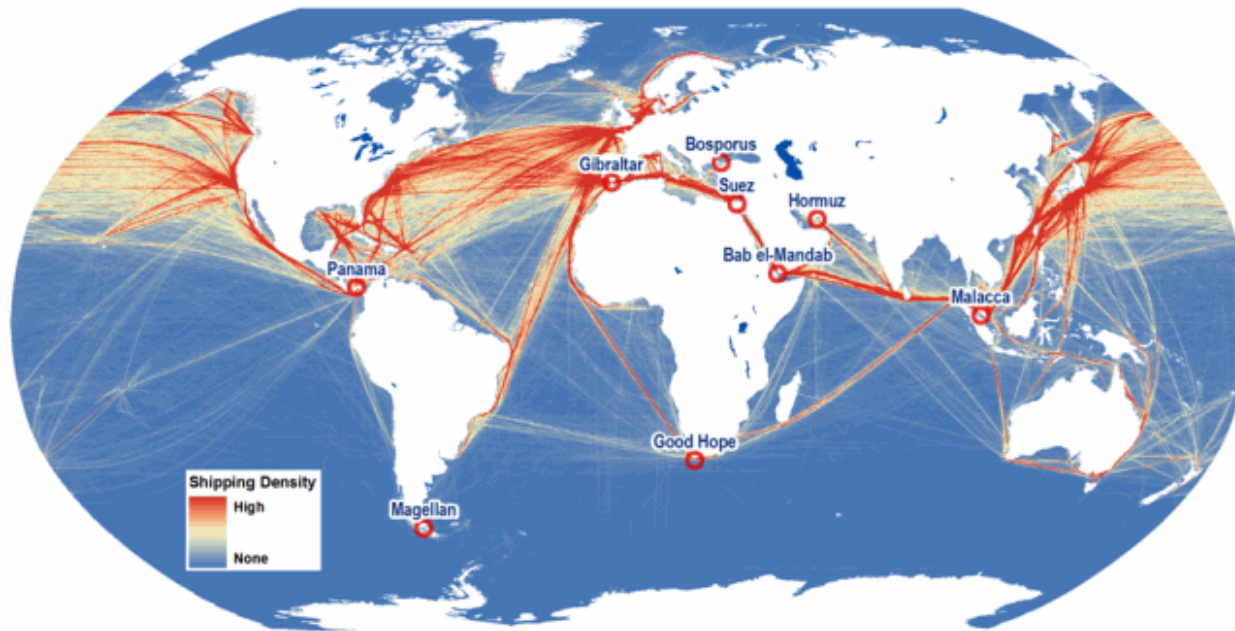 Bosporus
Gibraltar
Suez
Hormuz
Bab el-Mandab
Panama
Malacca
Good Hope
Shipping Density
High
None
Magellan